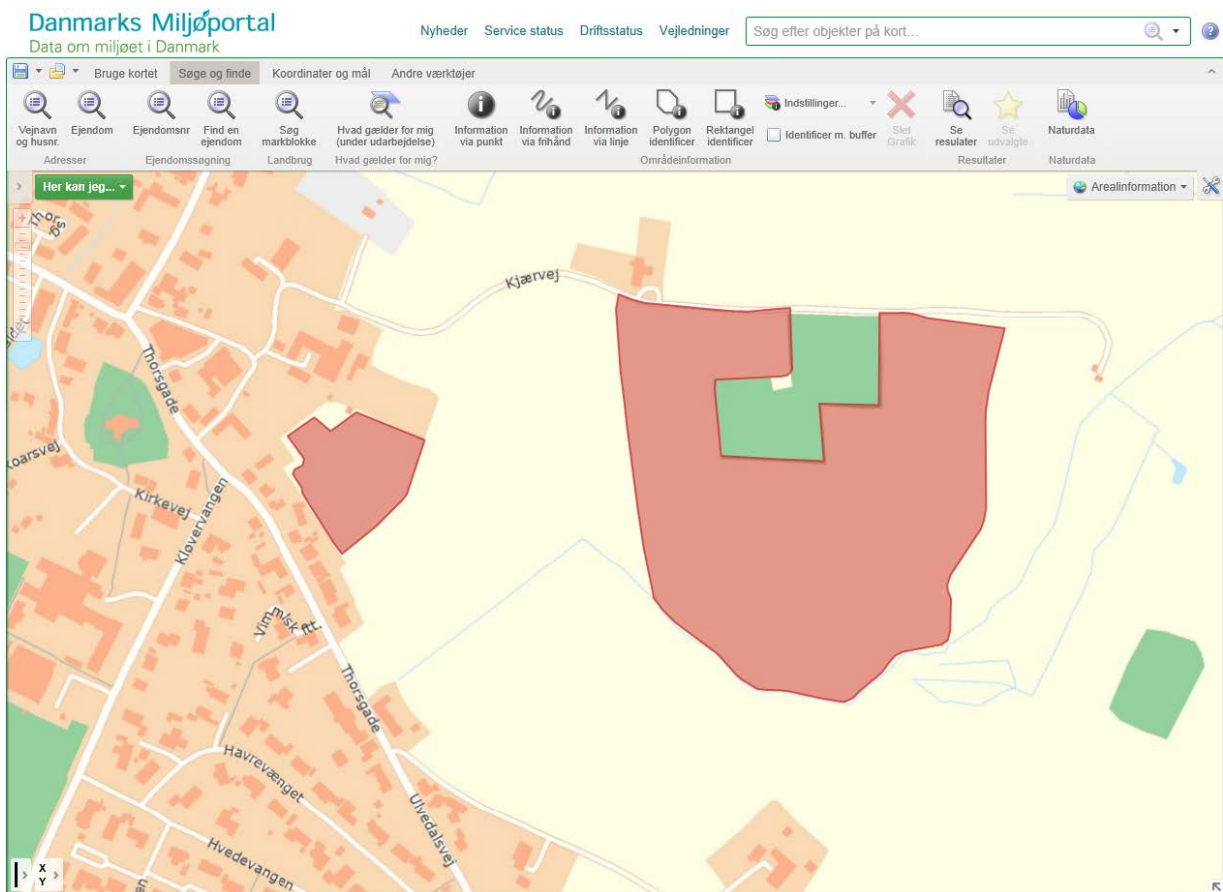 Danmarks Miljøportal
Data om miljøet i Danmark
Nyheder Service status Driftsstatus Vejledninger
Søg efter objekter på kort...
Bruge kortet Søge og finde Koordinater og mål Andre værktøjer
Vejnavn og husnr.
Ejendom
Ejendomsnr
Find en ejendom
Søg markblokke
Hvad gælder for mig (under udarbejdelse)
Information via punkt
Information via frihånd
Information via linje
Polygon identificer
Rektangel identificer
Indstillinger...
Identificer m. buffer
Slet Grafik
Se resulater
Se udvalgte
Naturdata
Adresser
Ejendomssøgning
Landbrug
Hvad gælder for mig?
Områdeinformation
Resultater
Naturdata
Her kan jeg...
Arealinformation
Kjærvej
Thorsgade
Roarsvej
Kirkevej
Kløvervangen
Vimmisk ftt.
Thorsgade
Havrevænget
Ulvedalsvej
Hvedevangen
X
Y